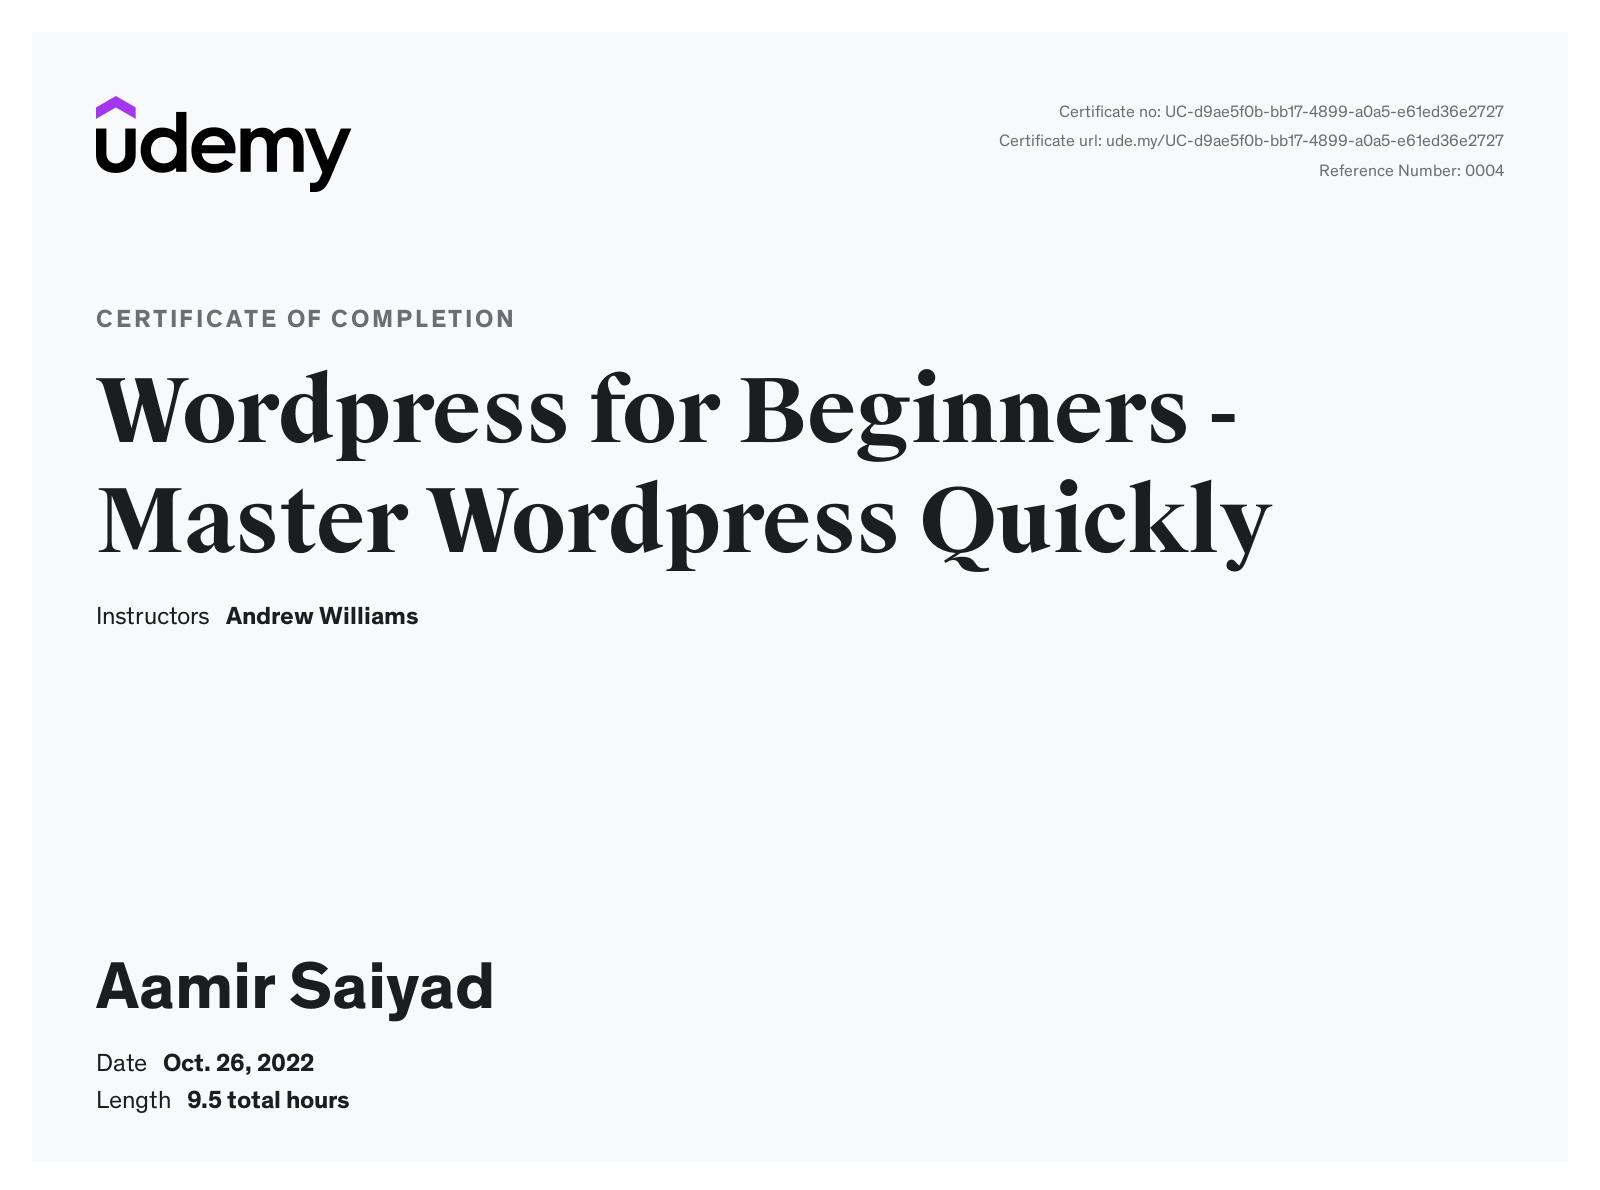 udemy
Certificate no: UC-d9ae5f0b-bb17-4899-a0a5-e61ed36e2727
Certificate url: ude.my/UC-d9ae5f0b-bb17-4899-a0a5-e61ed36e2727
Reference Number: 0004
CERTIFICATE OF COMPLETION
Wordpress for Beginners -
Master Wordpress Quickly
Instructors Andrew Williams
Aamir Saiyad
Date Oct. 26, 2022
Length 9.5 total hours